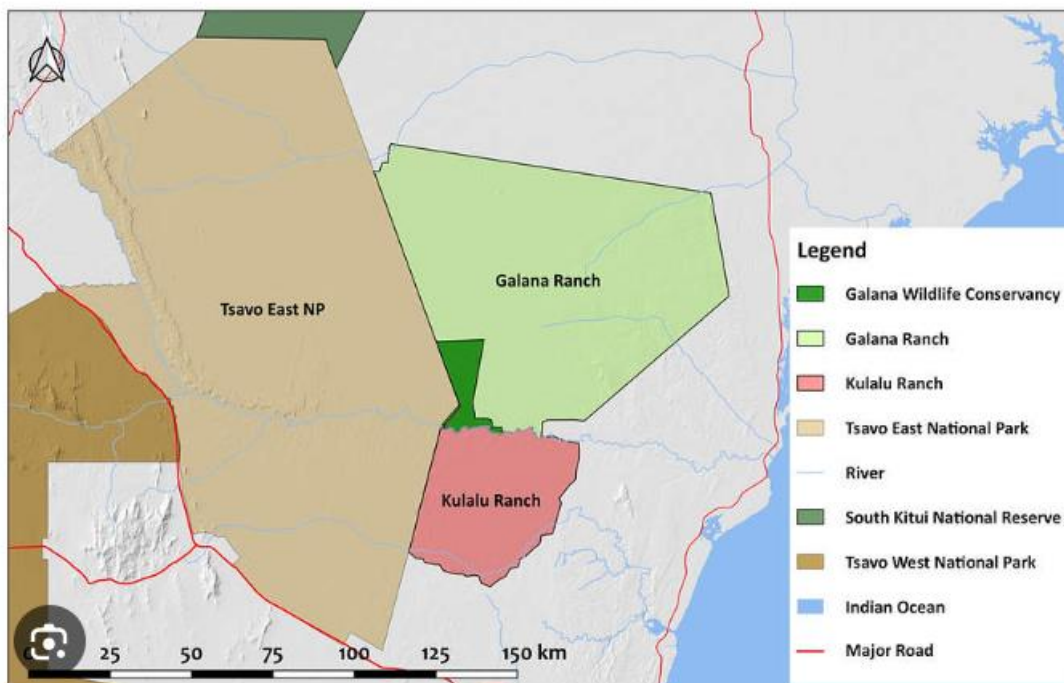 Tsavo East NP
Galana Ranch
Kulalu Ranch
Legend
Galana Wildlife Conservancy
Galana Ranch
Kulalu Ranch
Tsavo East National Park
River
South Kitui National Reserve
Tsavo West National Park
Indian Ocean
Major Road
25 50 75 100 125 150 km